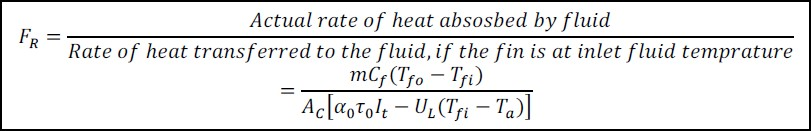 F_R = Actual rate of heat absosbed by fluid / Rate of heat transferred to the fluid, if the fin is at inlet fluid temprature
= mC_f(T_fo − T_fi) / A_C[α_0τ_0I_t − U_L(T_fi − T_a)]